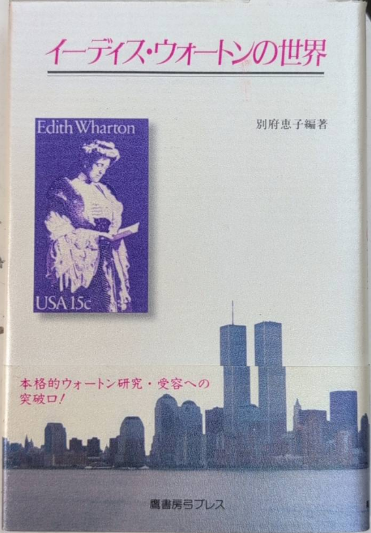 イーディス・ウォートンの世界
別府恵子編著
Edith Wharton
USA 15c
本格的ウォートン研究・受容への
突破口!
鷹書房弓プレス